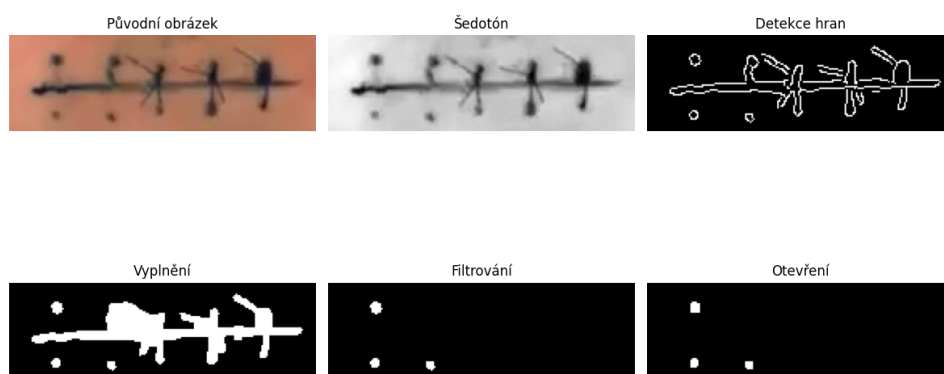 Původní obrázek
Šedotón
Detekce hran
Vyplnění
Filtrování
Otevření